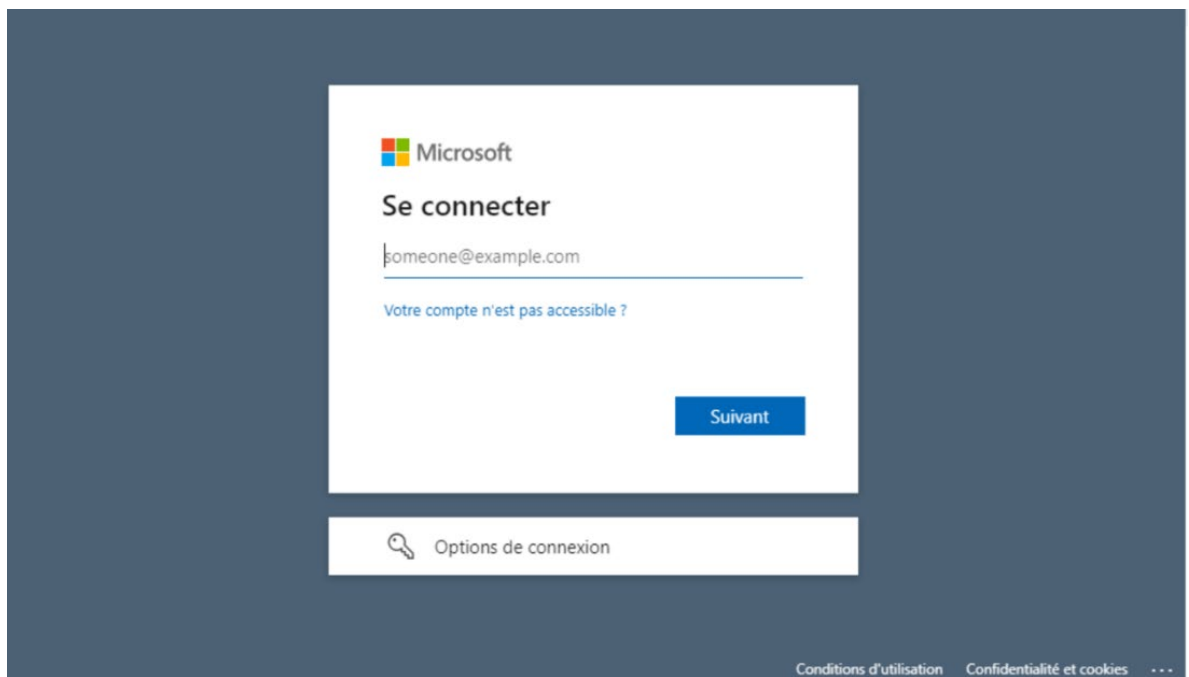 Microsoft
Se connecter
someone@example.com
Votre compte n'est pas accessible ?
Suivant
Options de connexion
Conditions d'utilisation Confidentialité et cookies ...